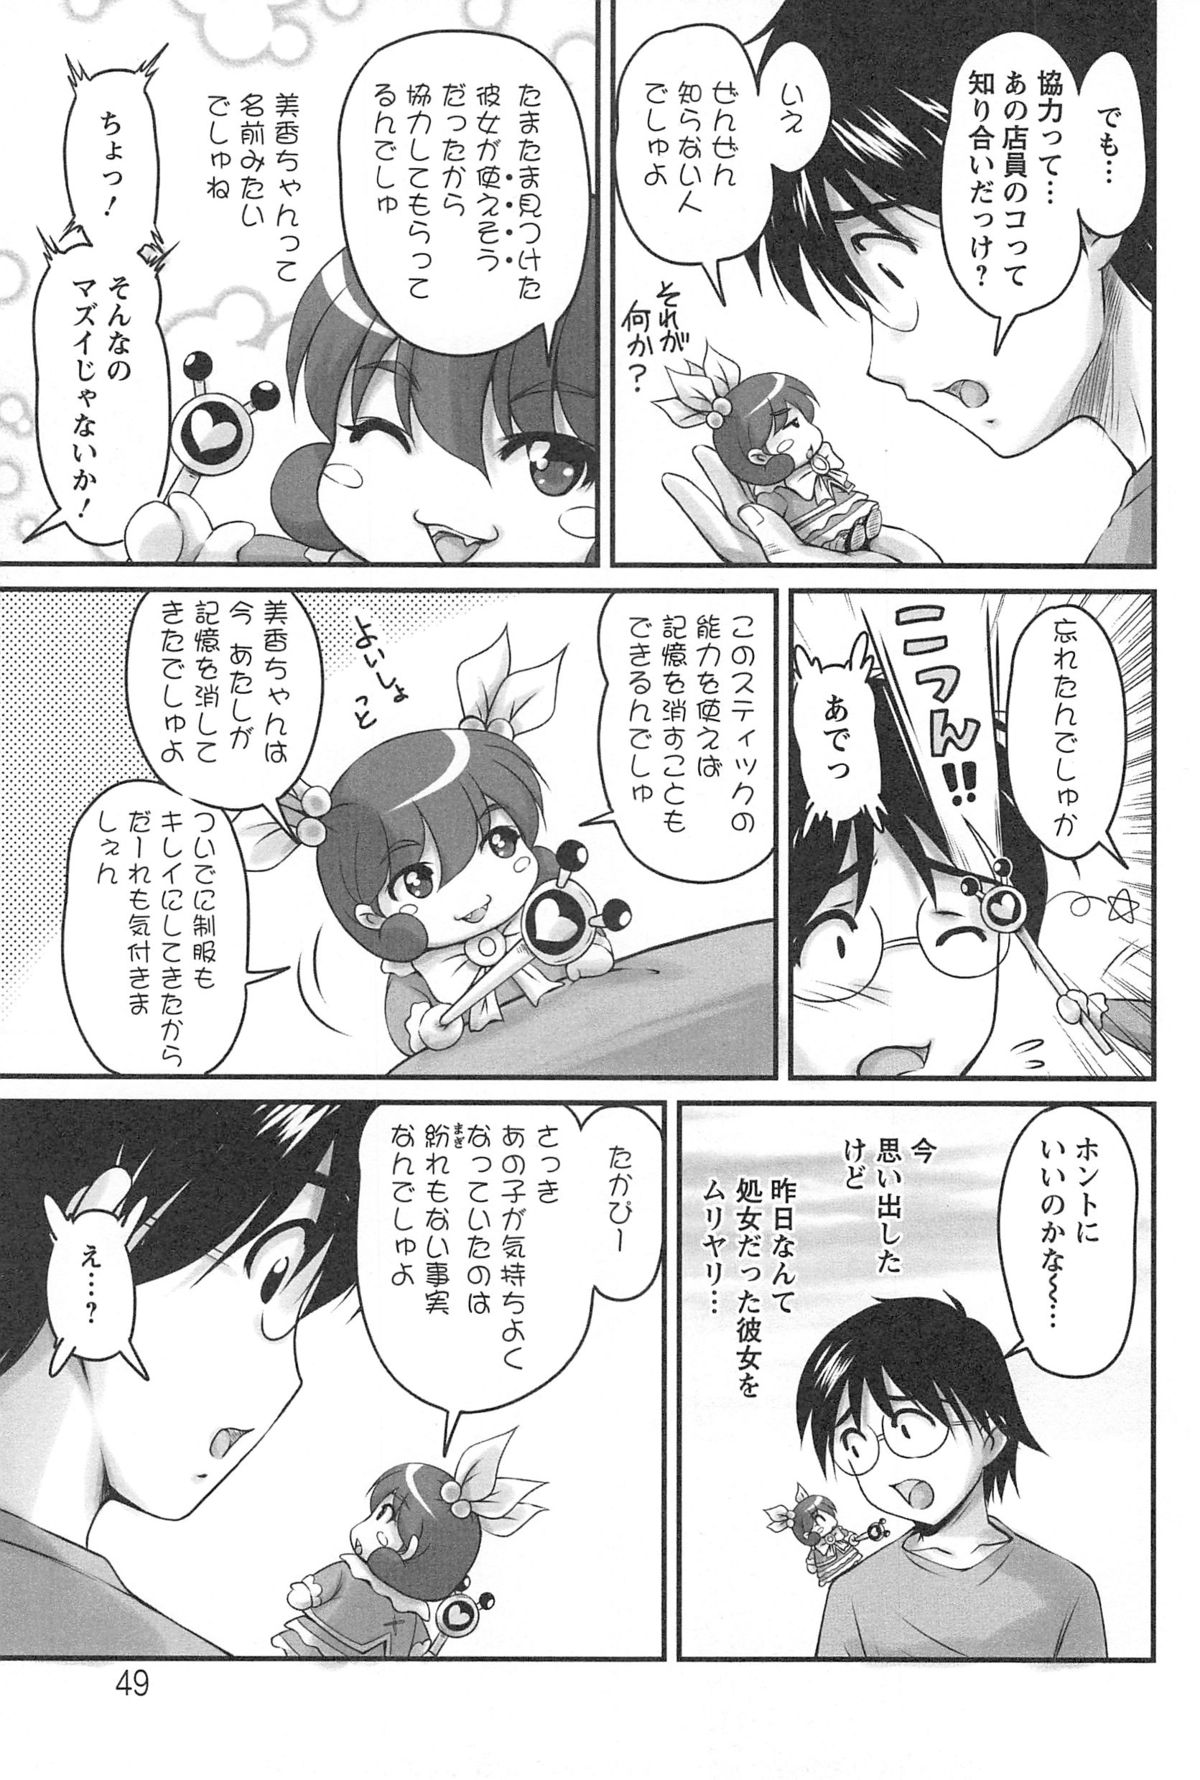 でも…
協力って…
あの店員のコって
知り合いだっけ?
いえ
ぜんぜん
知らない人
でしゅよ
それが
何か?
たまたま見つけた
彼女が使えそう
だったから
協力してもらって
るんでしゅ
美香ちゃんって
名前みたい
でしゅね
ちょっ!
そんなの
マズイじゃないか!
忘れたんでしゅか
コつん!!
あでっ
このスティックの
能力を使えば
記憶を消すことも
できるんでしゅ
よいしょ
っと
美香ちゃんは
今 あたしが
記憶を消して
きたでしゅよ
ついでに制服も
キレイにしてきたから
だーれも気付きま
しぇん
ホントに
いいのかな～…
今
思い出した
けど
昨日なんて
処女だった彼女を
ムリヤリ…
たかぴー
さっき
あの子が気持ちよく
なっていたのは
紛れもない事実
なんでしゅよ
まぎ
え…?
49